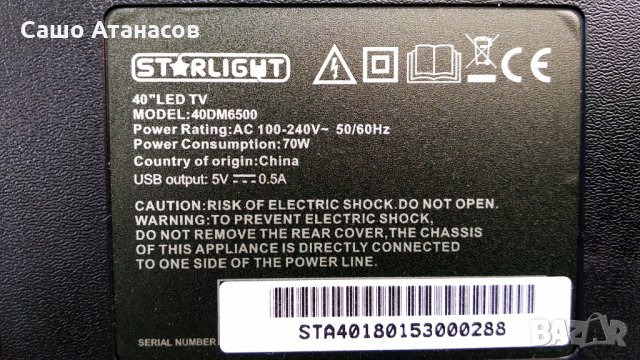 Сашо Атанасов
STARLIGHT
CE
40"LED TV
MODEL:40DM6500
Power Rating:AC 100-240V~ 50/60Hz
Power Consumption:70W
Country of origin:China
USB output: 5V⎓0.5A
CAUTION:RISK OF ELECTRIC SHOCK.DO NOT OPEN.
WARNING:TO PREVENT ELECTRIC SHOCK,
DO NOT REMOVE THE REAR COVER,THE CHASSIS
OF THIS APPLIANCE IS DIRECTLY CONNECTED
TO ONE SIDE OF THE POWER LINE.
SERIAL NUMBER
STA40180153000288
BAZAR